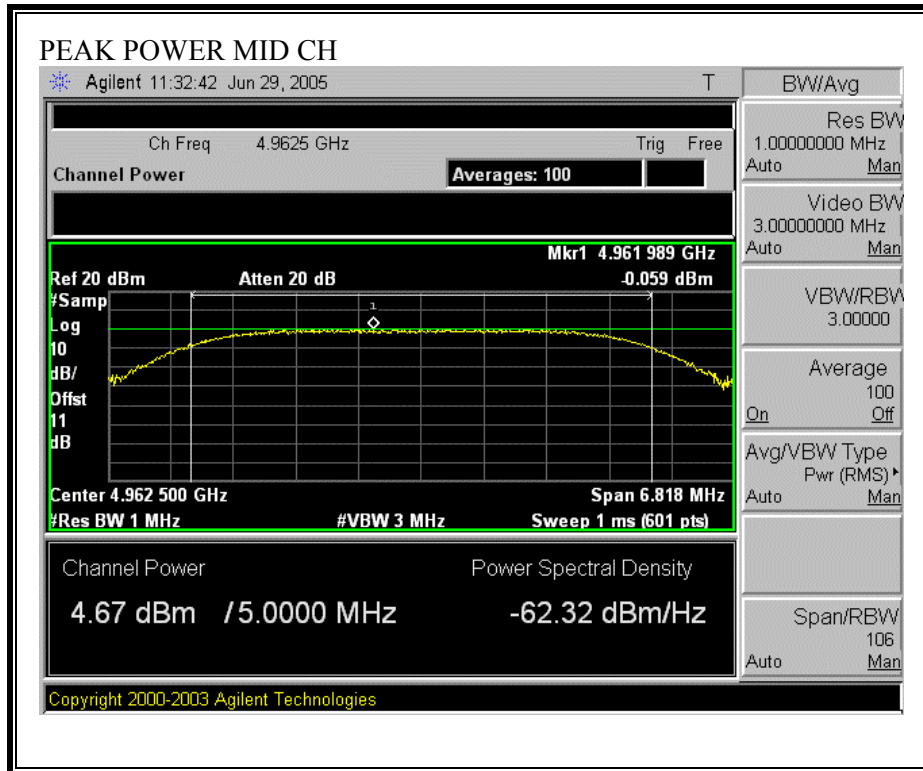 PEAK POWER MID CH
Agilent 11:32:42 Jun 29, 2005 T
BW/Avg
Ch Freq 4.9625 GHz Trig Free
Channel Power Averages: 100
Mkr1 4.961 989 GHz
Ref 20 dBm Atten 20 dB -0.059 dBm
#Samp
Log
10
dB/
Offst
11
dB
1
Center 4.962 500 GHz Span 6.818 MHz
#Res BW 1 MHz #VBW 3 MHz Sweep 1 ms (601 pts)
Channel Power Power Spectral Density
4.67 dBm /5.0000 MHz -62.32 dBm/Hz
Copyright 2000-2003 Agilent Technologies
Res BW
1.00000000 MHz
Auto Man
Video BW
3.00000000 MHz
Auto Man
VBW/RBW
3.00000
Average
100
On Off
Avg/VBW Type
Pwr (RMS)
Auto Man
Span/RBW
106
Auto Man